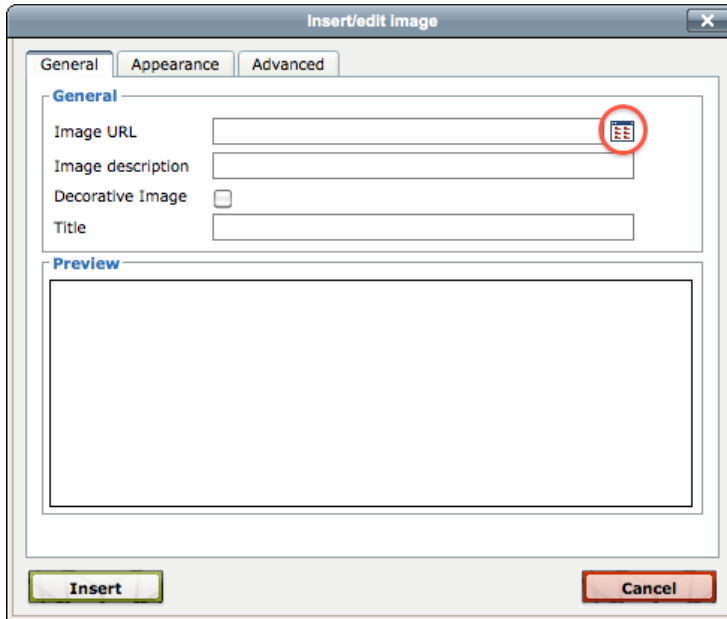 Insert/edit image
General Appearance Advanced
General
Image URL
Image description
Decorative Image
Title
Preview
Insert Cancel